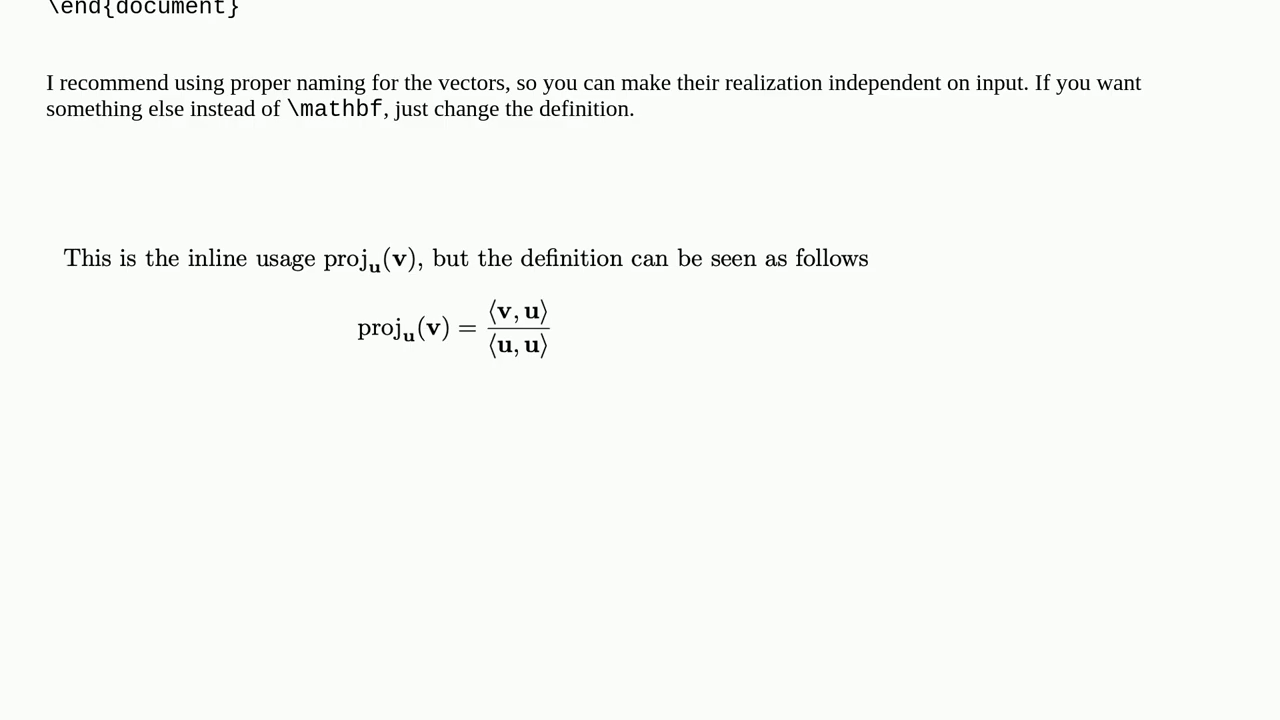 \end{document}
I recommend using proper naming for the vectors, so you can make their realization independent on input. If you want
something else instead of \mathbf, just change the definition.
This is the inline usage proj_u(v), but the definition can be seen as follows
proj_u(v) = ⟨v, u⟩ / ⟨u, u⟩